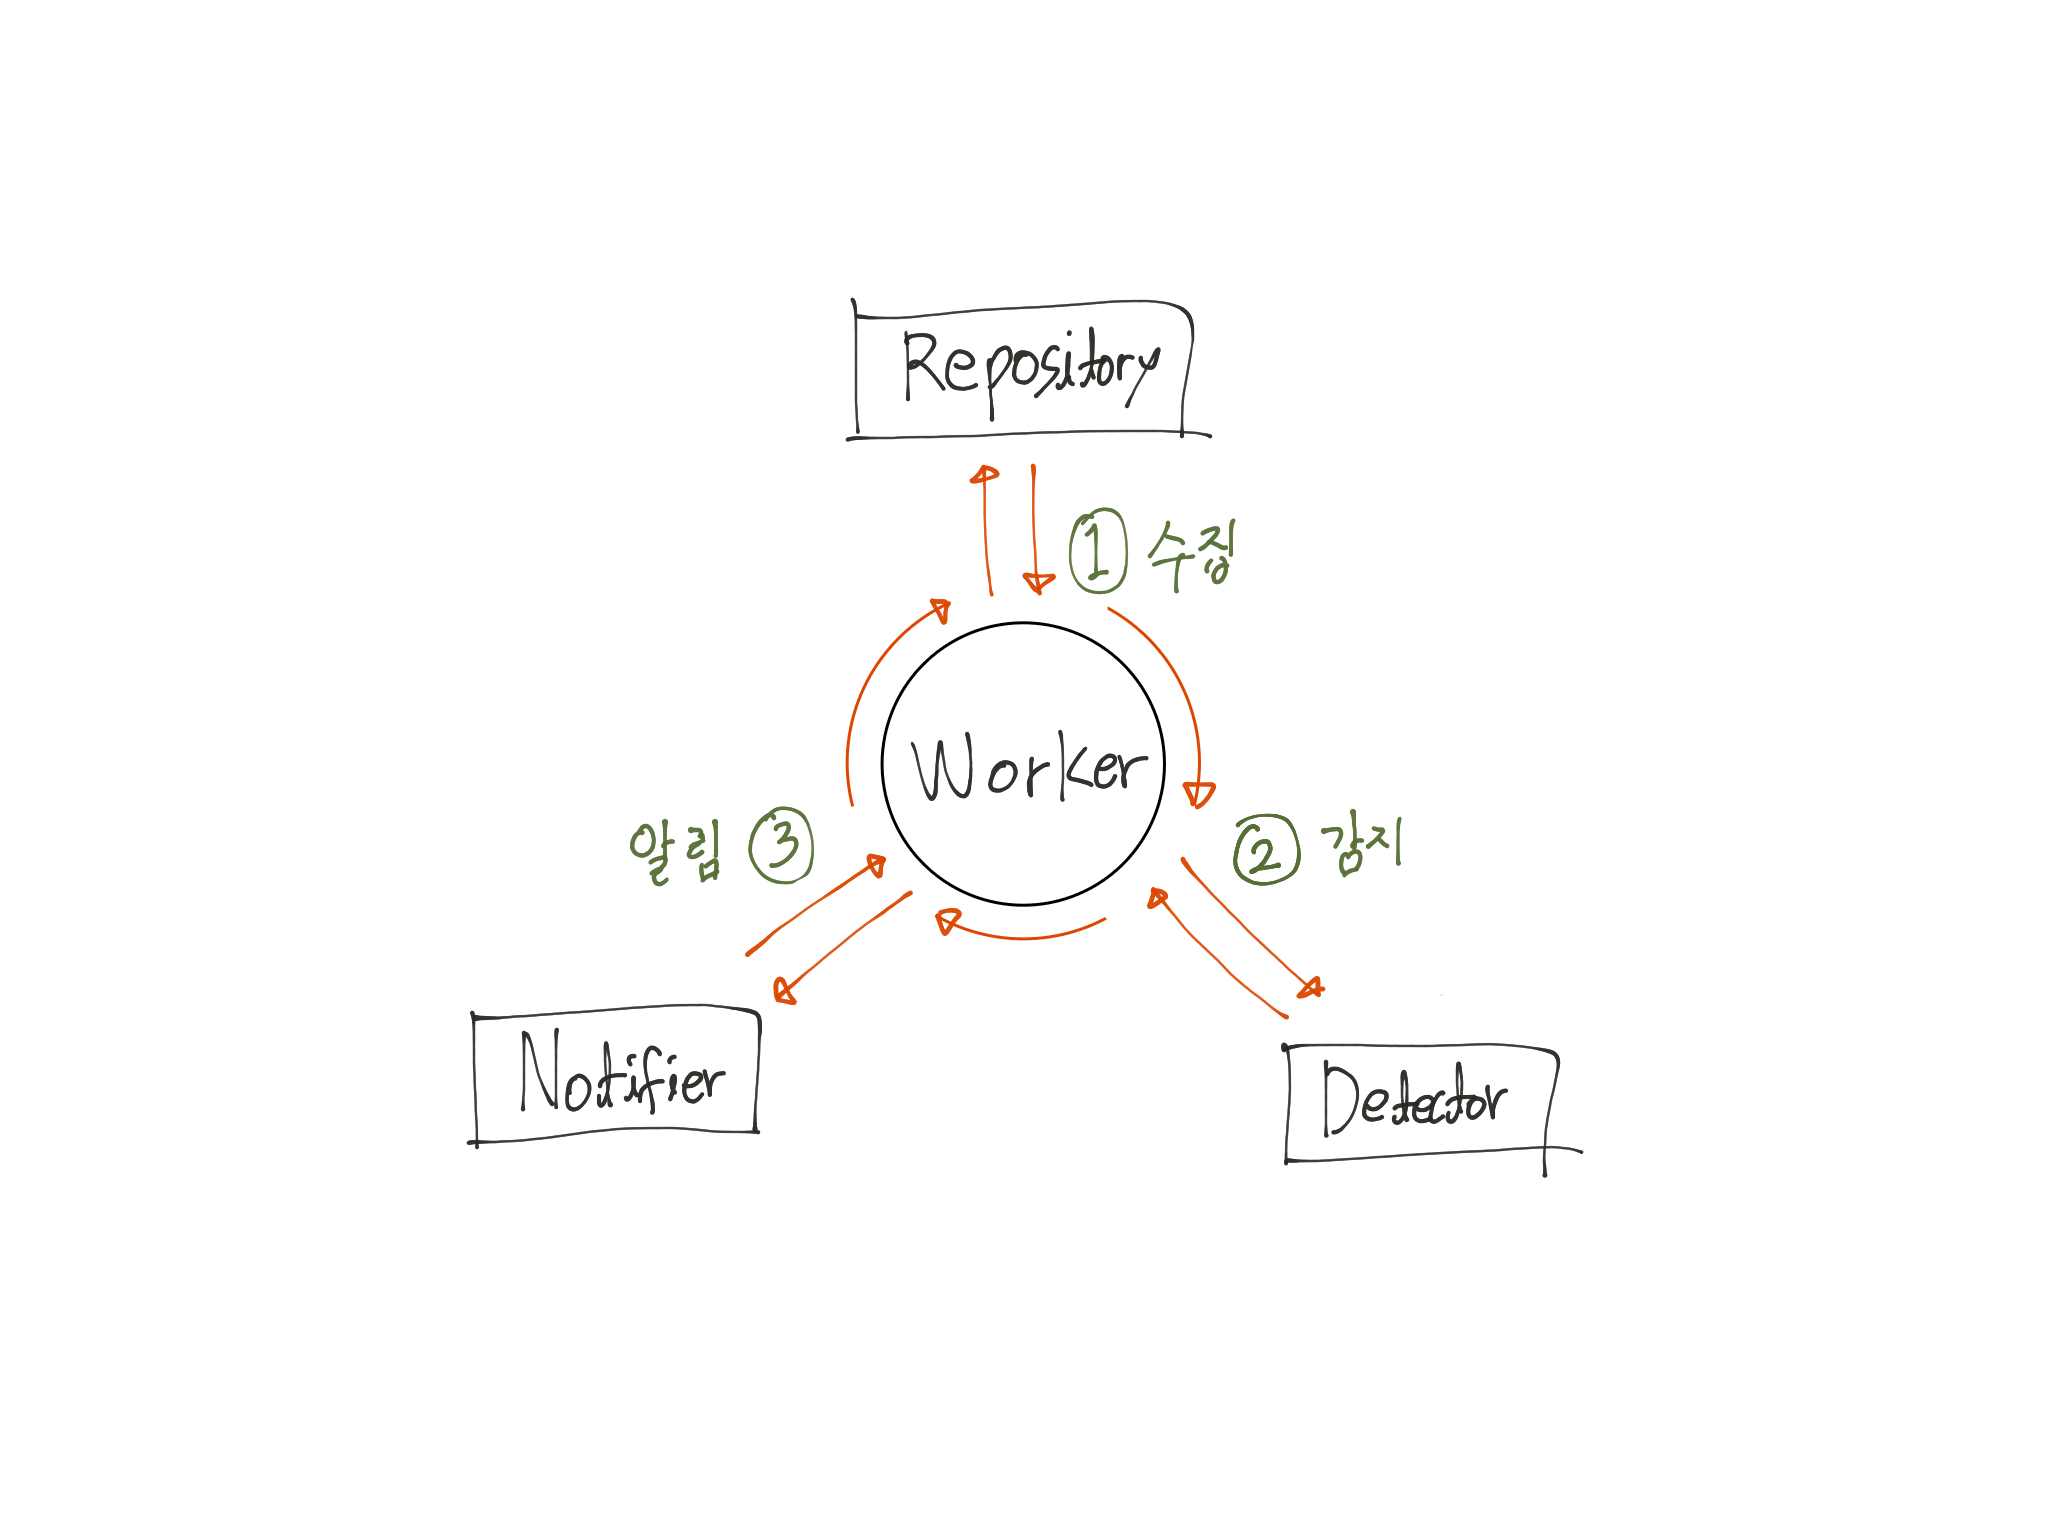 Repository
① 수집
Worker
알림 ③
② 감지
Notifier
Detector